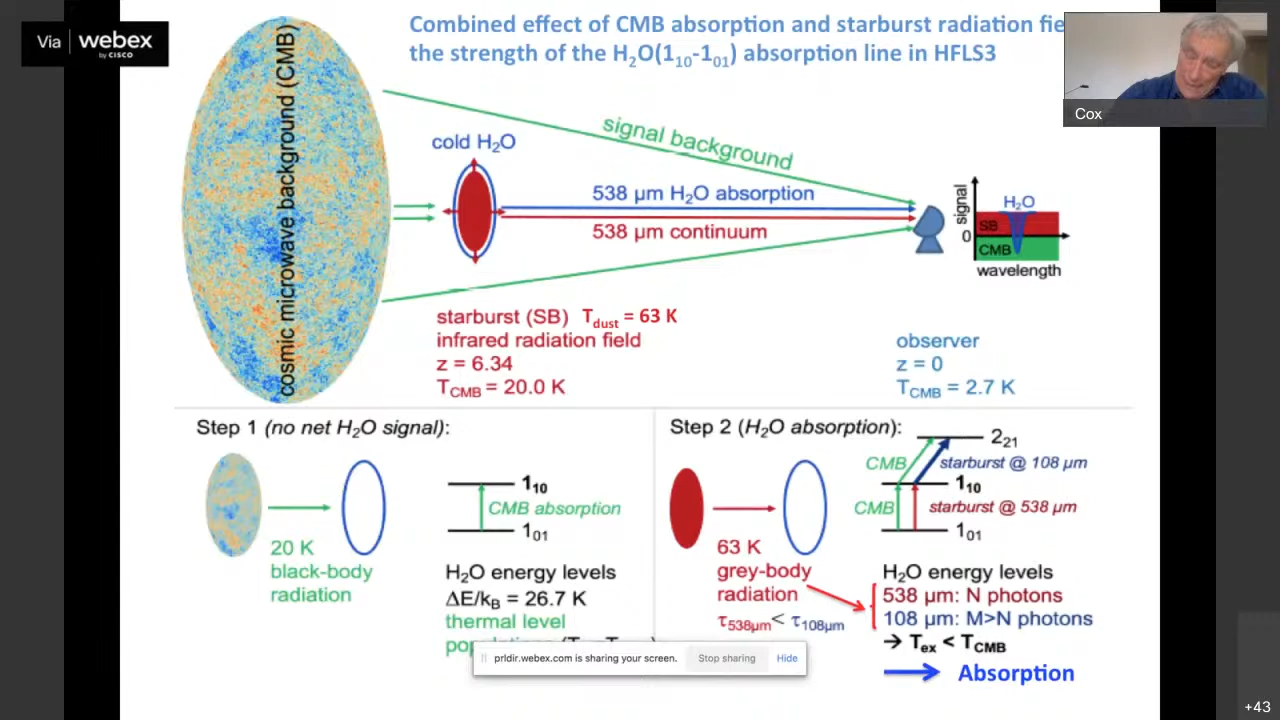 Via webex
by CISCO
Combined effect of CMB absorption and starburst radiation
the strength of the H₂O(1₁₀-1₀₁) absorption line in HFLS3
Cox
cosmic microwave background (CMB)
cold H₂O
signal background
538 µm H₂O absorption
538 µm continuum
signal
H₂O
SB
0
CMB
wavelength
starburst (SB) T_dust = 63 K
infrared radiation field
z = 6.34
T_CMB = 20.0 K
observer
z = 0
T_CMB = 2.7 K
Step 1 (no net H₂O signal):
1₁₀
CMB absorption
1₀₁
20 K
black-body
radiation
H₂O energy levels
ΔE/k_B = 26.7 K
thermal level
Step 2 (H₂O absorption):
2₂₁
CMB starburst @ 108 µm
1₁₀
CMB starburst @ 538 µm
1₀₁
63 K
grey-body
radiation
τ₅₃₈µm < τ₁₀₈µm
H₂O energy levels
538 µm: N photons
108 µm: M>N photons
→ T_ex < T_CMB
Absorption
prldir.webex.com is sharing your screen. Stop sharing Hide
+43